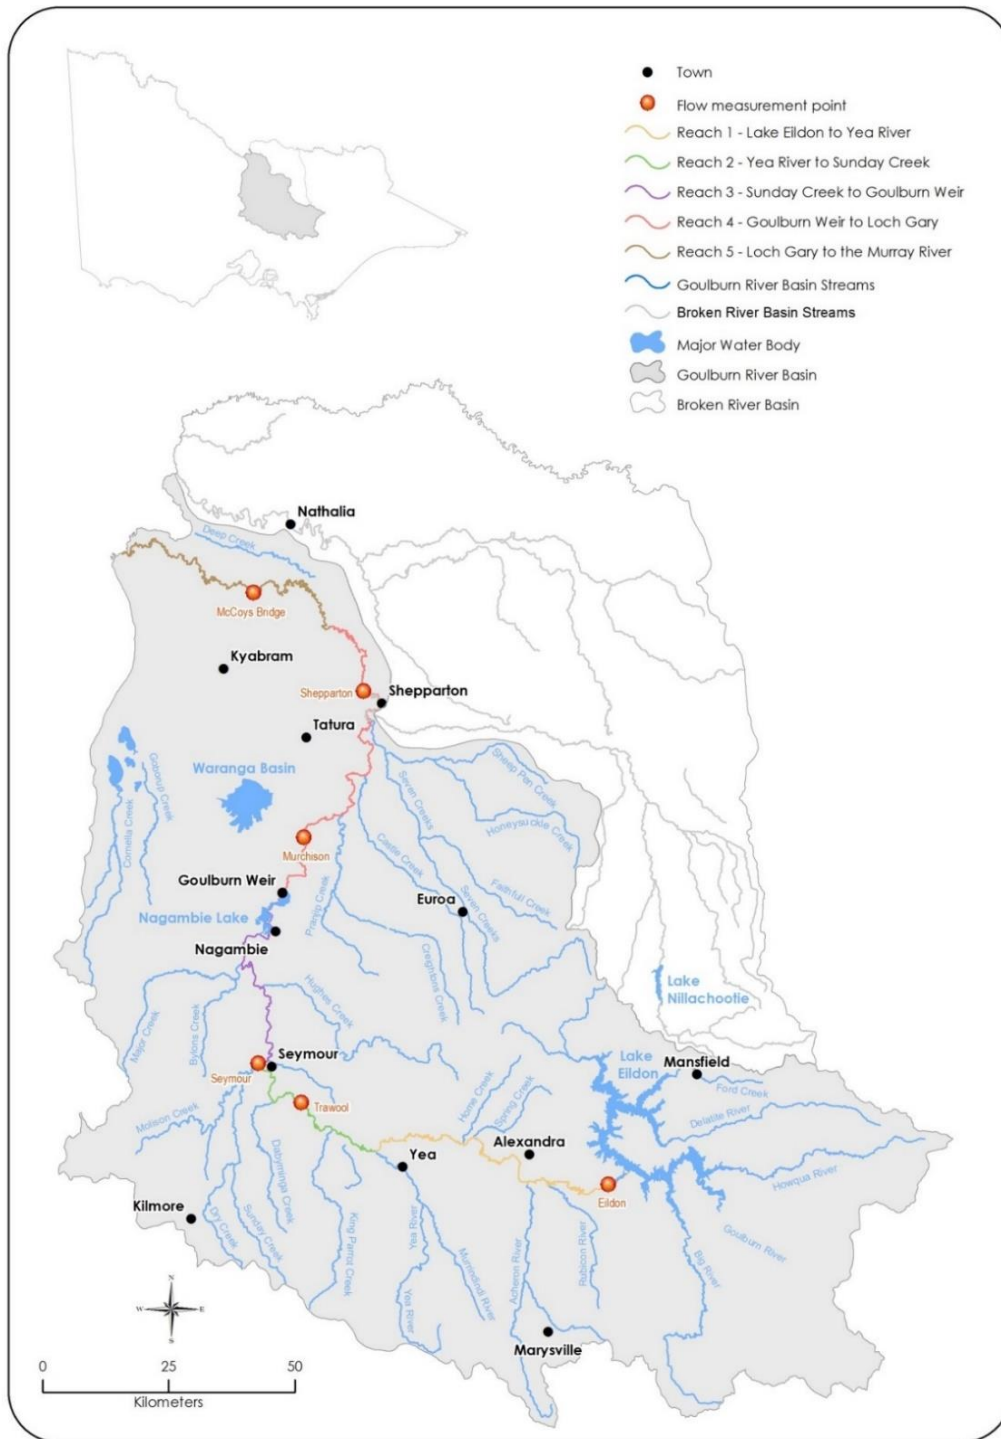 Town
Flow measurement point
Reach 1 - Lake Eildon to Yea River
Reach 2 - Yea River to Sunday Creek
Reach 3 - Sunday Creek to Goulburn Weir
Reach 4 - Goulburn Weir to Loch Gary
Reach 5 - Loch Gary to the Murray River
Goulburn River Basin Streams
Broken River Basin Streams
Major Water Body
Goulburn River Basin
Broken River Basin
Nathalia
Deep Creek
McCoys Bridge
Kyabram
Shepparton
Shepparton
Tatura
Waranga Basin
Sheep Pen Creek
Goborup Creek
Cornella Creek
Seven Creeks
Honeysuckle Creek
Murchison
Castle Creek
Goulburn Weir
Pranjip Creek
Faithfull Creek
Euroa
Seven Creeks
Nagambie Lake
Nagambie
Creightons Creek
Lake
Nillachootie
Hughes Creek
Major Creek
Bylons Creek
Seymour
Seymour
Lake
Eildon
Mansfield
Ford Creek
Home Creek
Spring Creek
Trawool
Molison Creek
Delatite River
Alexandra
Dabyminga Creek
Yea
Howqua River
Eildon
Kilmore
Dry Creek
Sunday Creek
King Parrot Creek
Yea River
Murrindindi River
Acheron River
Rubicon River
Goulburn River
Big River
Yea River
Marysville
N
W
E
S
0 25 50
Kilometers